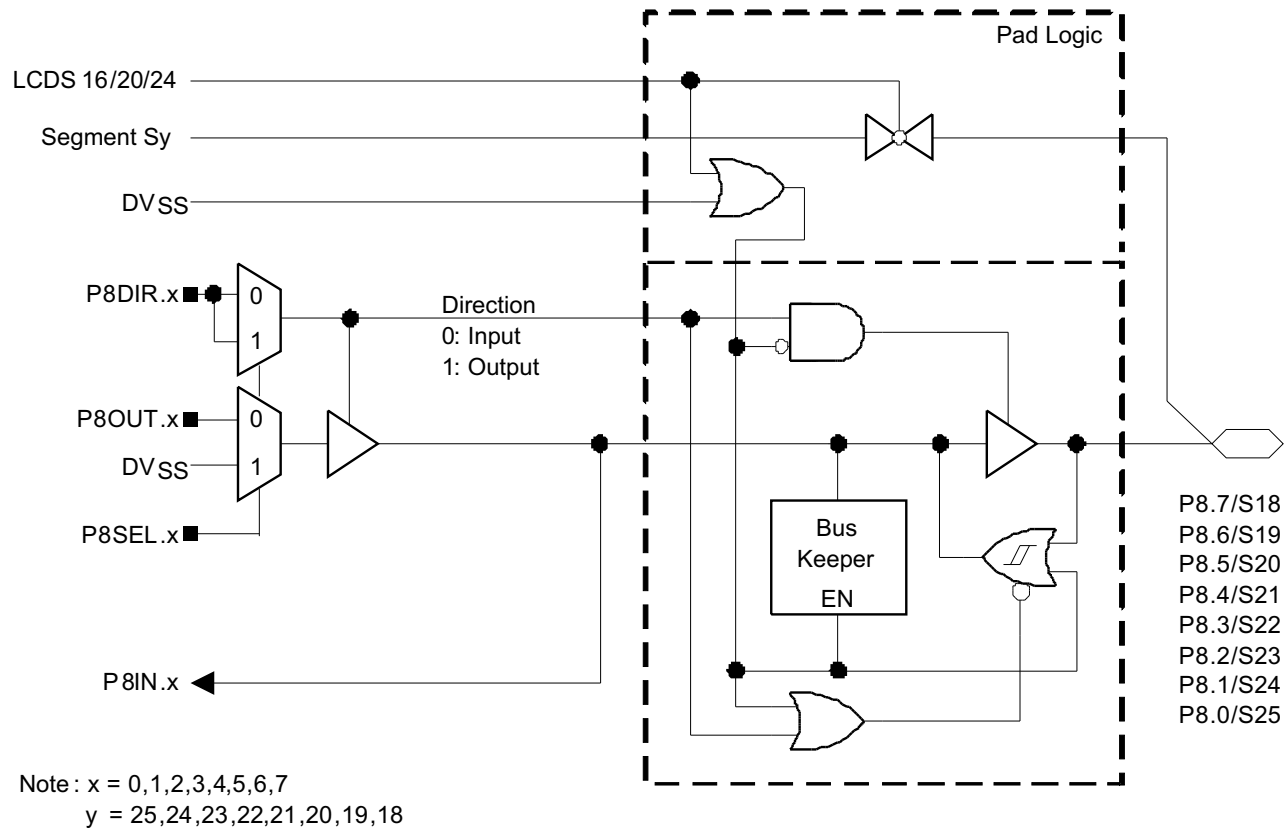 Pad Logic
LCDS 16/20/24
Segment Sy
DVSS
P8DIR.x
0
1
Direction
0: Input
1: Output
P8OUT.x
0
DVSS
1
P8SEL.x
Bus
Keeper
EN
P8IN.x
P8.7/S18
P8.6/S19
P8.5/S20
P8.4/S21
P8.3/S22
P8.2/S23
P8.1/S24
P8.0/S25
Note: x = 0,1,2,3,4,5,6,7
y = 25,24,23,22,21,20,19,18